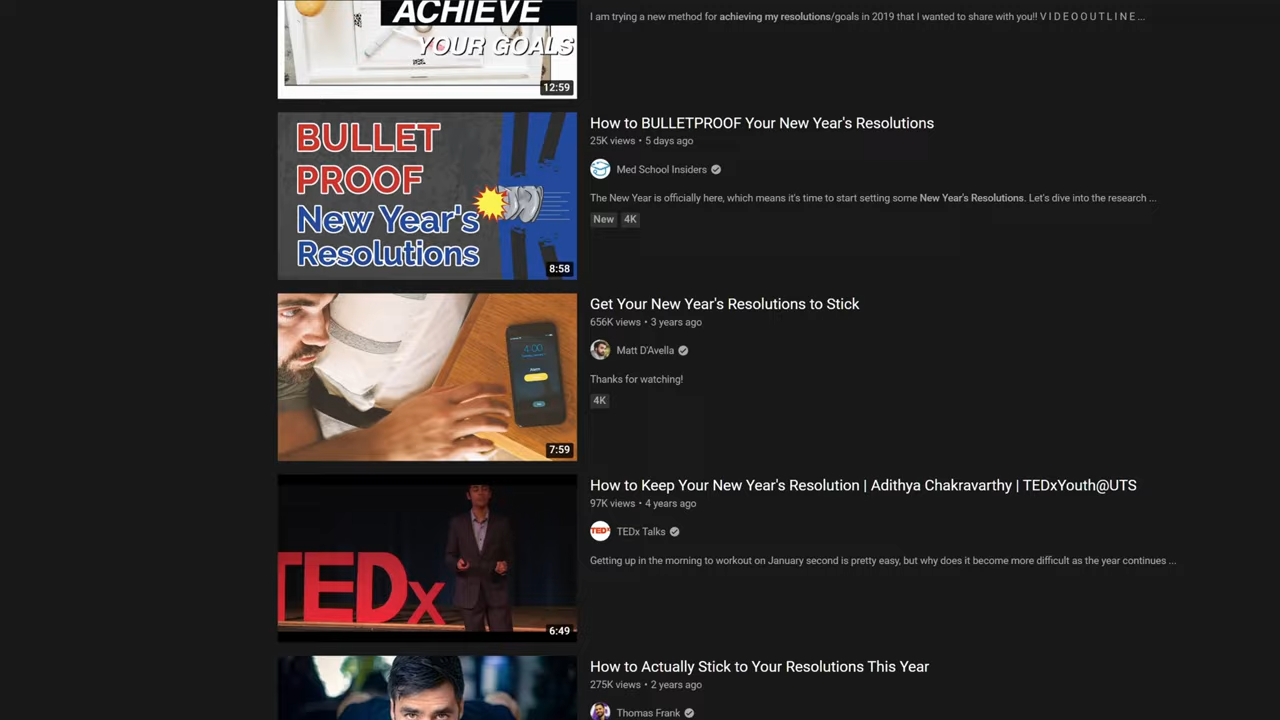 ACHIEVE
YOUR GOALS
12:59
I am trying a new method for achieving my resolutions/goals in 2019 that I wanted to share with you!! V I D E O O U T L I N E ...
BULLET
PROOF
New Year's
Resolutions
8:58
How to BULLETPROOF Your New Year's Resolutions
25K views • 5 days ago
Med School Insiders
The New Year is officially here, which means it's time to start setting some New Year's Resolutions. Let's dive into the research ...
New 4K
4:00
7:59
Get Your New Year's Resolutions to Stick
656K views • 3 years ago
Matt D'Avella
Thanks for watching!
4K
TEDx
6:49
How to Keep Your New Year's Resolution | Adithya Chakravarthy | TEDxYouth@UTS
97K views • 4 years ago
TEDx
TEDx Talks
Getting up in the morning to workout on January second is pretty easy, but why does it become more difficult as the year continues ...
How to Actually Stick to Your Resolutions This Year
275K views • 2 years ago
Thomas Frank